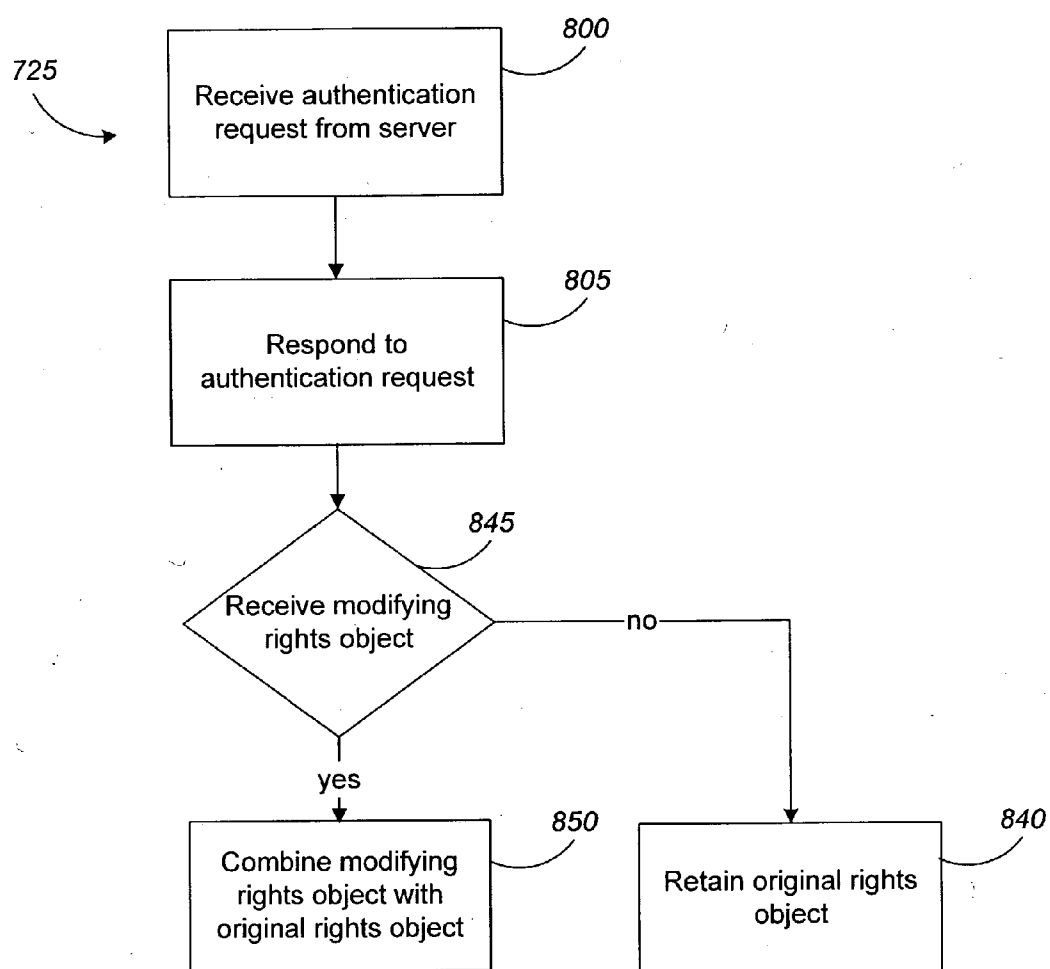 800
725
Receive authentication
request from server
805
Respond to
authentication request
845
Receive modifying
rights object
no
yes
850
840
Combine modifying
rights object with
original rights object
Retain original rights
object